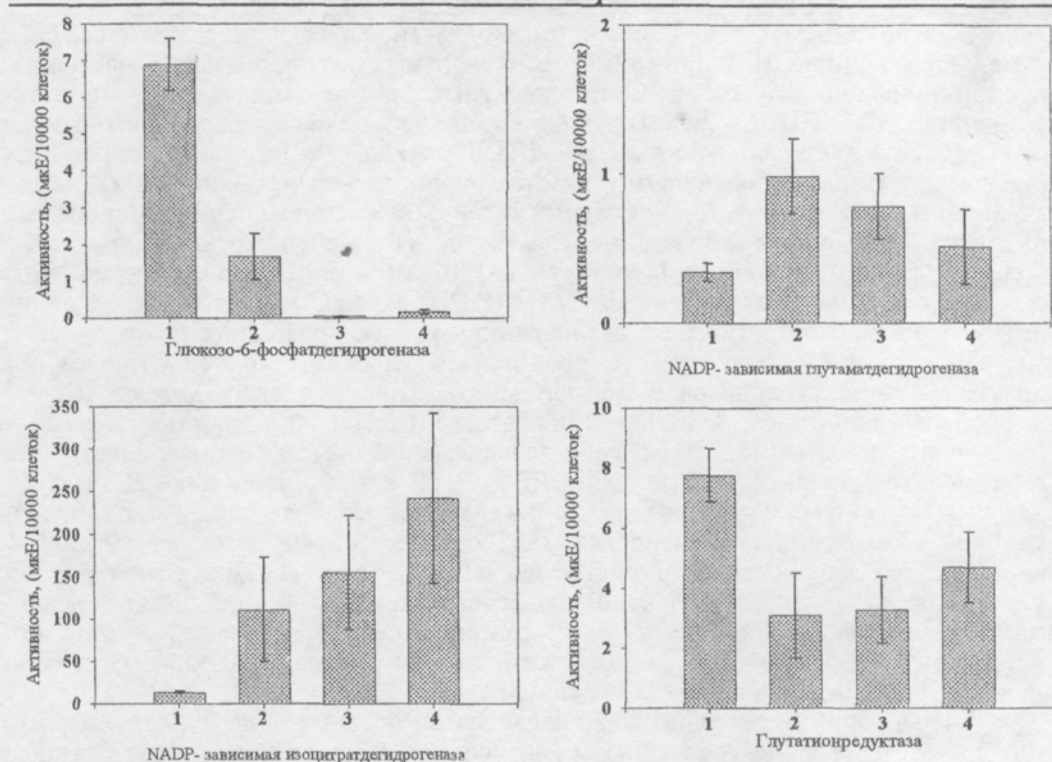 Активность, (мкЕ/10000 клеток)
8
7
6
5
4
3
2
1
0
1 2 3 4
Глюкозо-6-фосфатдегидрогеназа
Активность, (мкЕ/10000 клеток)
2
1
0
1 2 3 4
NADP- зависимая глутаматдегидрогеназа
Активность, (мкЕ/10000 клеток)
350
300
250
200
150
100
50
0
1 2 3 4
NADP- зависимая изоцитратдегидрогеназа
Активность, (мкЕ/10000 клеток)
10
8
6
4
2
0
1 2 3 4
Глутатионредуктаза